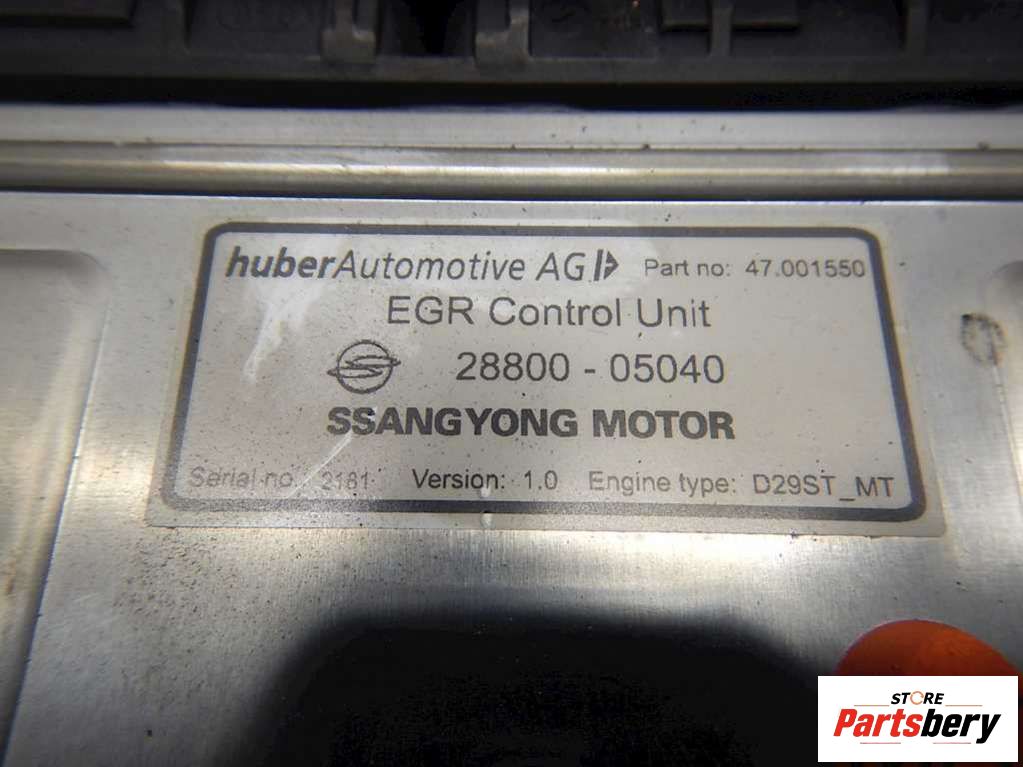 huberAutomotive AG Part no: 47.001550
EGR Control Unit
28800 - 05040
SSANGYONG MOTOR
Serial no.: 2181 Version: 1.0 Engine type: D29ST_MT
STORE
Partsbery